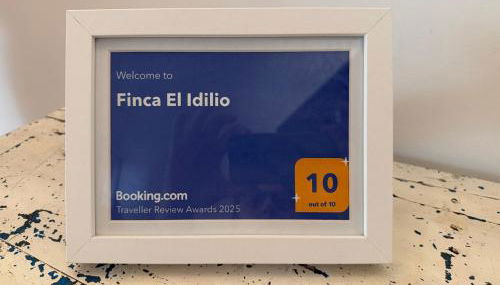 Welcome to
Finca El Idilio
10
out of 10
Booking.com
Traveller Review Awards 2025